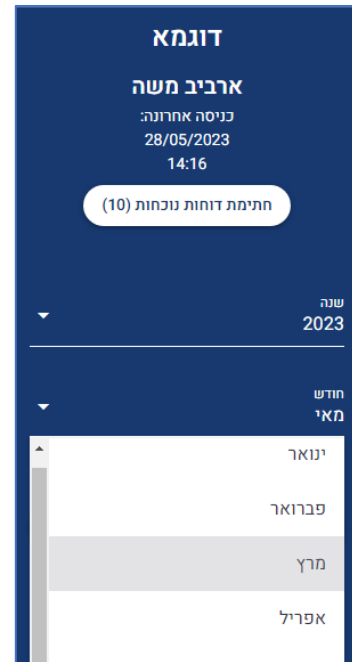 דוגמא
ארביב משה
כניסה אחרונה:
28/05/2023
14:16
חתימת דוחות נוכחות (10)
שנה
2023
חודש
מאי
ינואר
פברואר
מרץ
אפריל